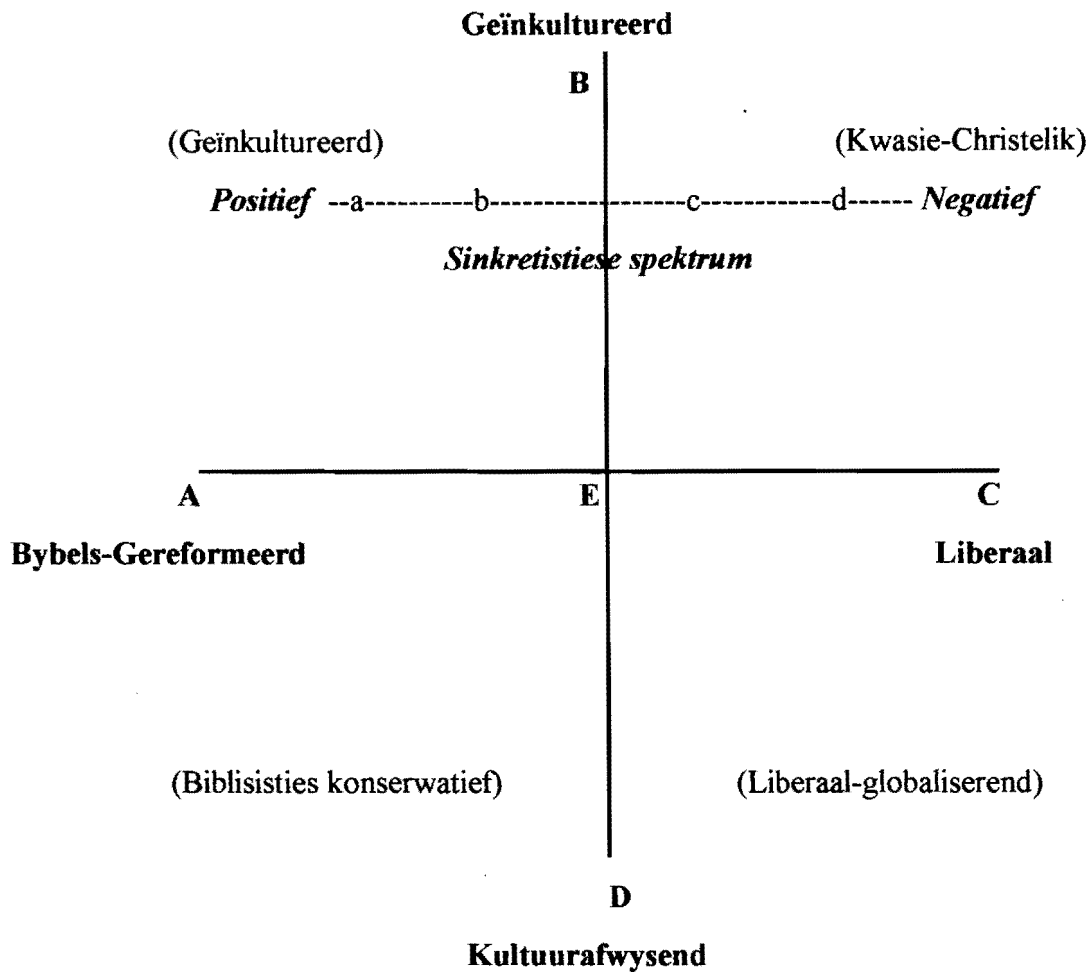 Geïnkultureerd
B
(Geïnkultureerd) (Kwasie-Christelik)
Positief --a----------b--------------------c------------d------ Negatief
Sinkretistiese spektrum
A E C
Bybels-Gereformeerd Liberaal
(Biblisisties konserwatief) (Liberaal-globaliserend)
D
Kultuurafwysend